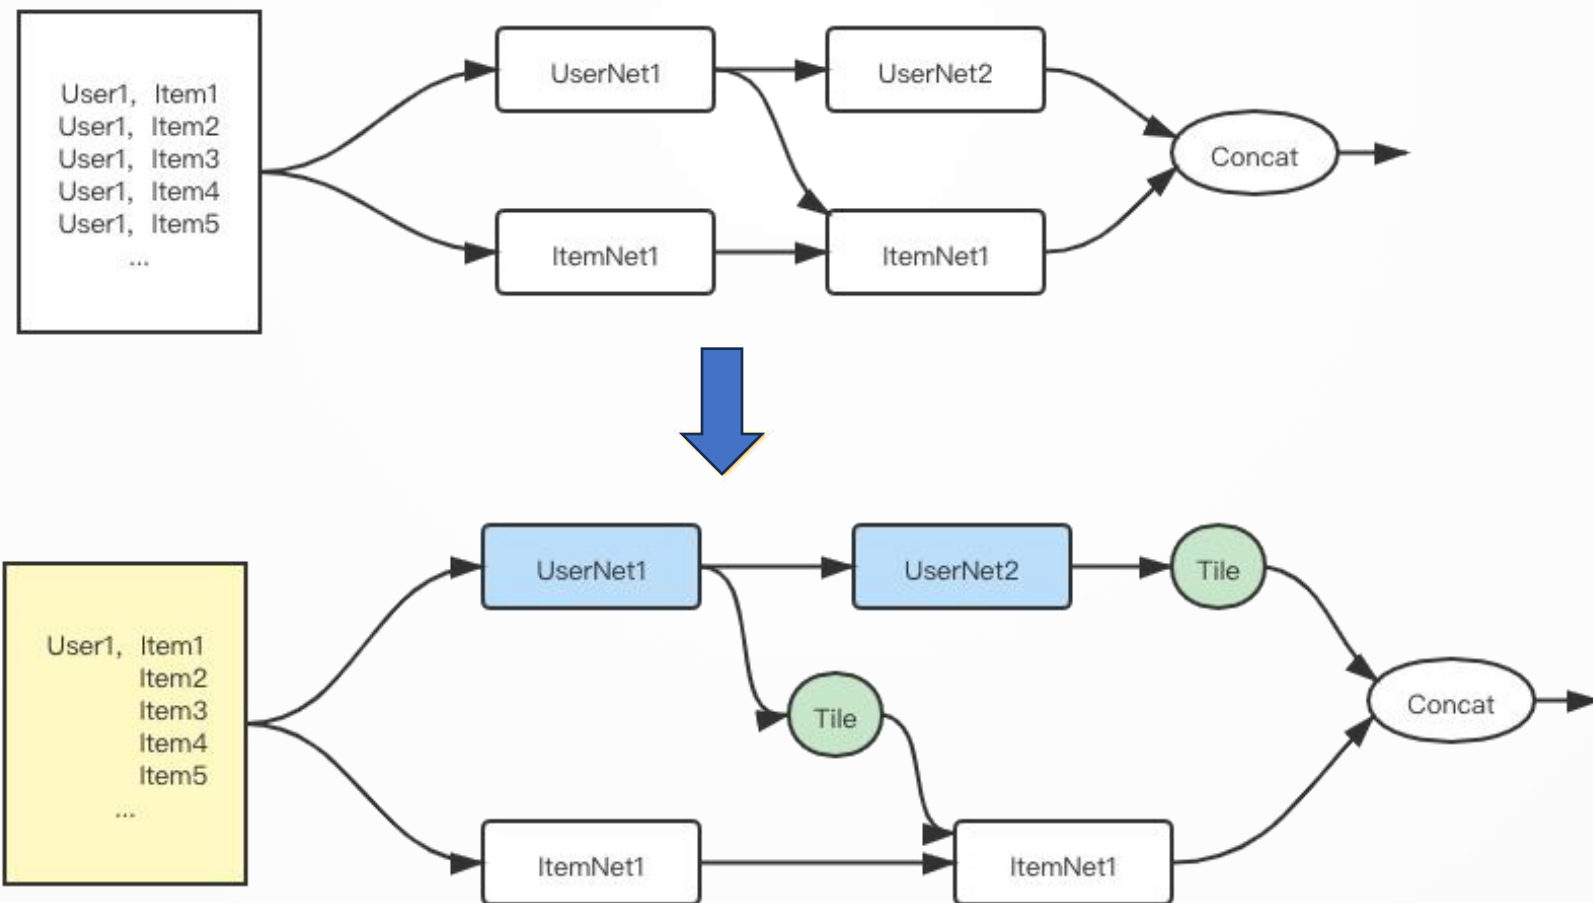 User1, Item1
User1, Item2
User1, Item3
User1, Item4
User1, Item5
...
UserNet1
UserNet2
ItemNet1
ItemNet1
Concat
User1, Item1
Item2
Item3
Item4
Item5
...
UserNet1
UserNet2
Tile
Tile
ItemNet1
ItemNet1
Concat